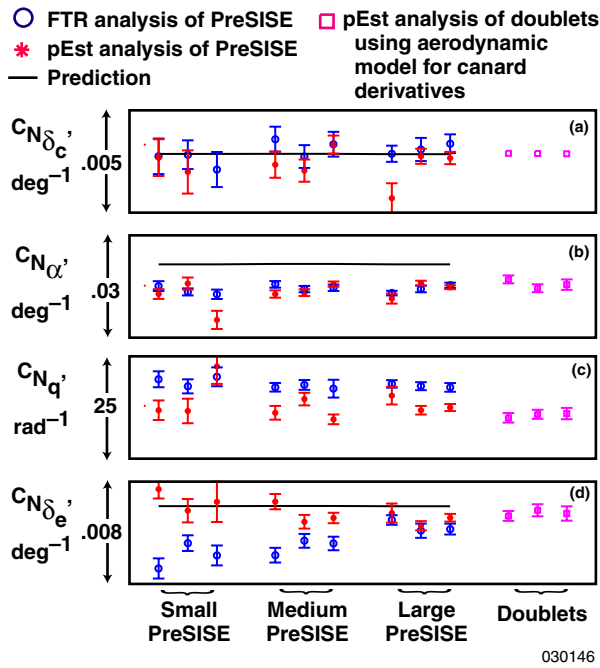 FTR analysis of PreSISE
pEst analysis of PreSISE
Prediction
pEst analysis of doublets
using aerodynamic
model for canard
derivatives
CNδc,
deg–1
.005
(a)
CNα,
deg–1
.03
(b)
CNq,
rad–1
25
(c)
CNδe,
deg–1
.008
(d)
Small
PreSISE
Medium
PreSISE
Large
PreSISE
Doublets
030146